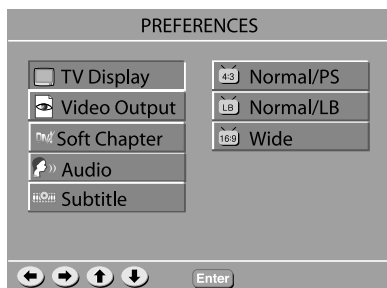 PREFERENCES
TV Display
Video Output
Soft Chapter
Audio
Subtitle
4:3 Normal/PS
LB Normal/LB
16:9 Wide
Enter